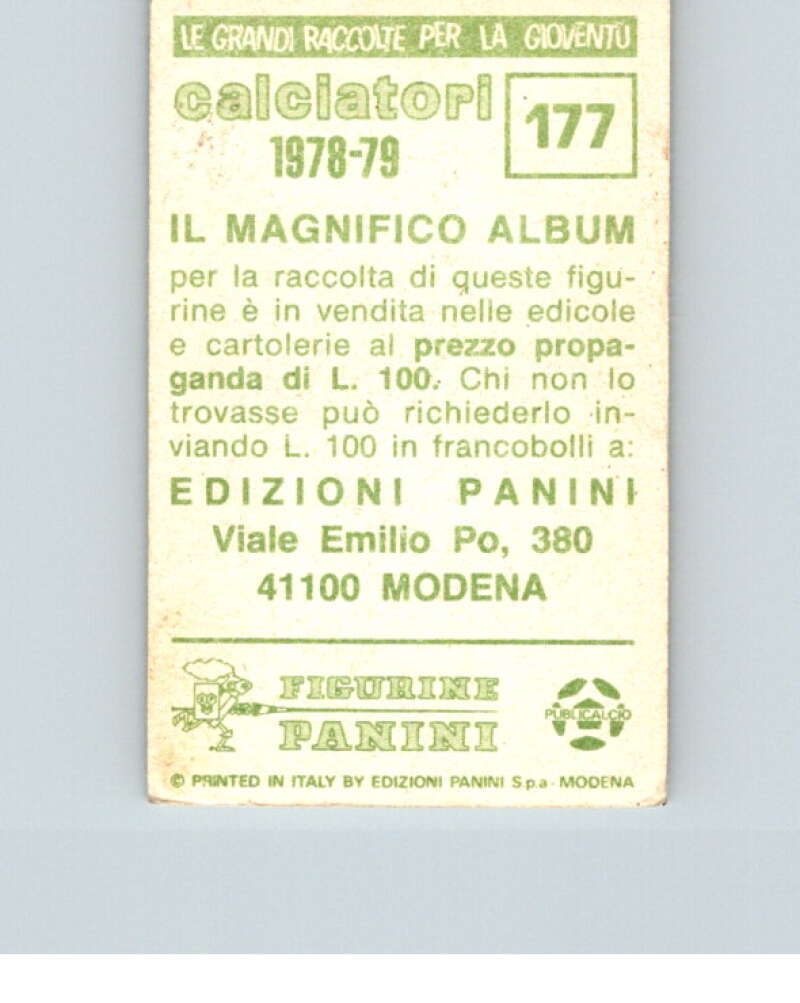 LE GRANDI RACCOLTE PER LA GIOVENTÙ
calciatori
1978-79
177
IL MAGNIFICO ALBUM
per la raccolta di queste figu-
rine è in vendita nelle edicole
e cartolerie al prezzo propa-
ganda di L. 100. Chi non lo
trovasse può richiederlo in-
viando L. 100 in francobolli a:
EDIZIONI PANINI
Viale Emilio Po, 380
41100 MODENA
FIGURINE
PANINI
PUBLICALCIO
© PRINTED IN ITALY BY EDIZIONI PANINI S.p.a - MODENA